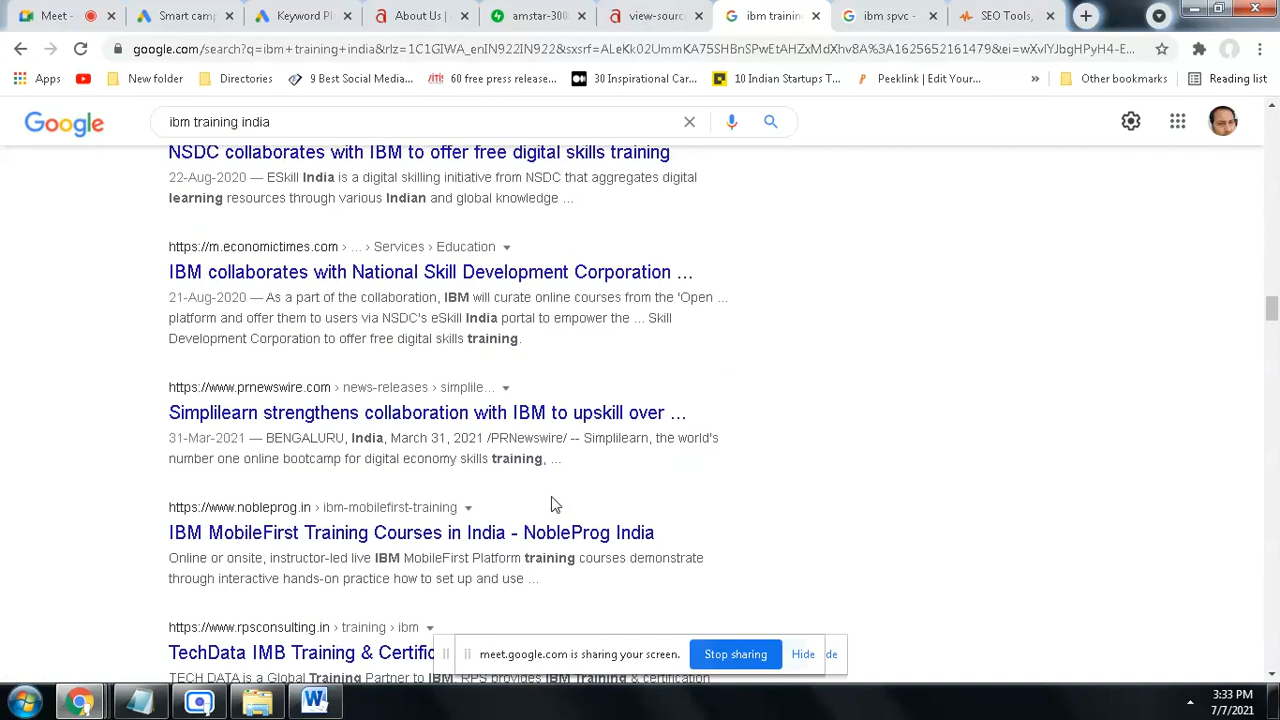 Meet -
Smart cam
Keyword P
About Us |
amster-30
view-sourc
ibm trainin
ibm spvc -
SEO Tools,
google.com/search?q=ibm+training+india&rlz=1C1GIWA_enIN922IN922&sxsrf=ALeKk02UmmKA75SHBnSPwEtAHZxMdXhv8A%3A1625652161479&ei=wXvlYJbgHPyH4-E...
Apps
New folder
Directories
9 Best Social Media...
60 free press releas...
30 Inspirational Car...
10 Indian Startups T...
Peeklink | Edit Your...
»
Other bookmarks
Reading list
Google
ibm training india
NSDC collaborates with IBM to offer free digital skills training
22-Aug-2020 — ESkill India is a digital skilling initiative from NSDC that aggregates digital
learning resources through various Indian and global knowledge ...
https://m.economictimes.com › ... › Services › Education
IBM collaborates with National Skill Development Corporation ...
21-Aug-2020 — As a part of the collaboration, IBM will curate online courses from the 'Open ...
platform and offer them to users via NSDC's eSkill India portal to empower the ... Skill
Development Corporation to offer free digital skills training.
https://www.prnewswire.com › news-releases › simplile...
Simplilearn strengthens collaboration with IBM to upskill over ...
31-Mar-2021 — BENGALURU, India, March 31, 2021 /PRNewswire/ -- Simplilearn, the world's
number one online bootcamp for digital economy skills training, ...
https://www.nobleprog.in › ibm-mobilefirst-training
IBM MobileFirst Training Courses in India - NobleProg India
Online or onsite, instructor-led live IBM MobileFirst Platform training courses demonstrate
through interactive hands-on practice how to set up and use ...
https://www.rpsconsulting.in › training › ibm
TechData IMB Training & Certific
TECH DATA is a Global Training Partner to IBM. RPS provides IBM Training & certification
meet.google.com is sharing your screen.
Stop sharing
Hide
de
3:33 PM
7/7/2021